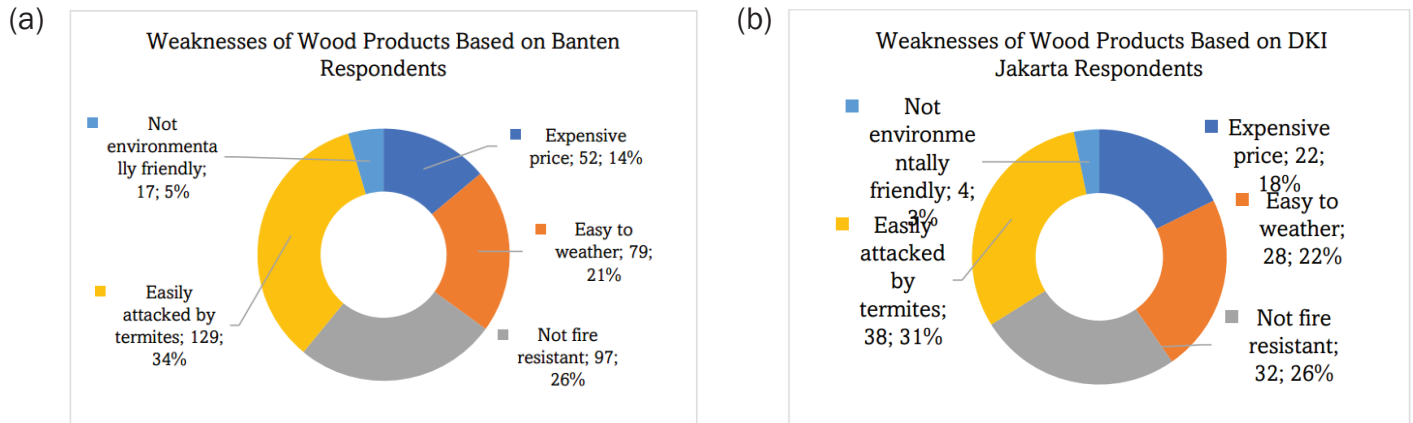 (a)
Weaknesses of Wood Products Based on Banten
Respondents
Not
environmenta
lly friendly;
17; 5%
Expensive
price; 52; 14%
Easy to
weather; 79;
21%
Easily
attacked by
termites; 129;
34%
Not fire
resistant; 97;
26%
(b)
Weaknesses of Wood Products Based on DKI
Jakarta Respondents
Not
environme
ntally
friendly; 4;
3%
Expensive
price; 22;
18%
Easy to
weather;
28; 22%
Easily
attacked
by
termites;
38; 31%
Not fire
resistant;
32; 26%